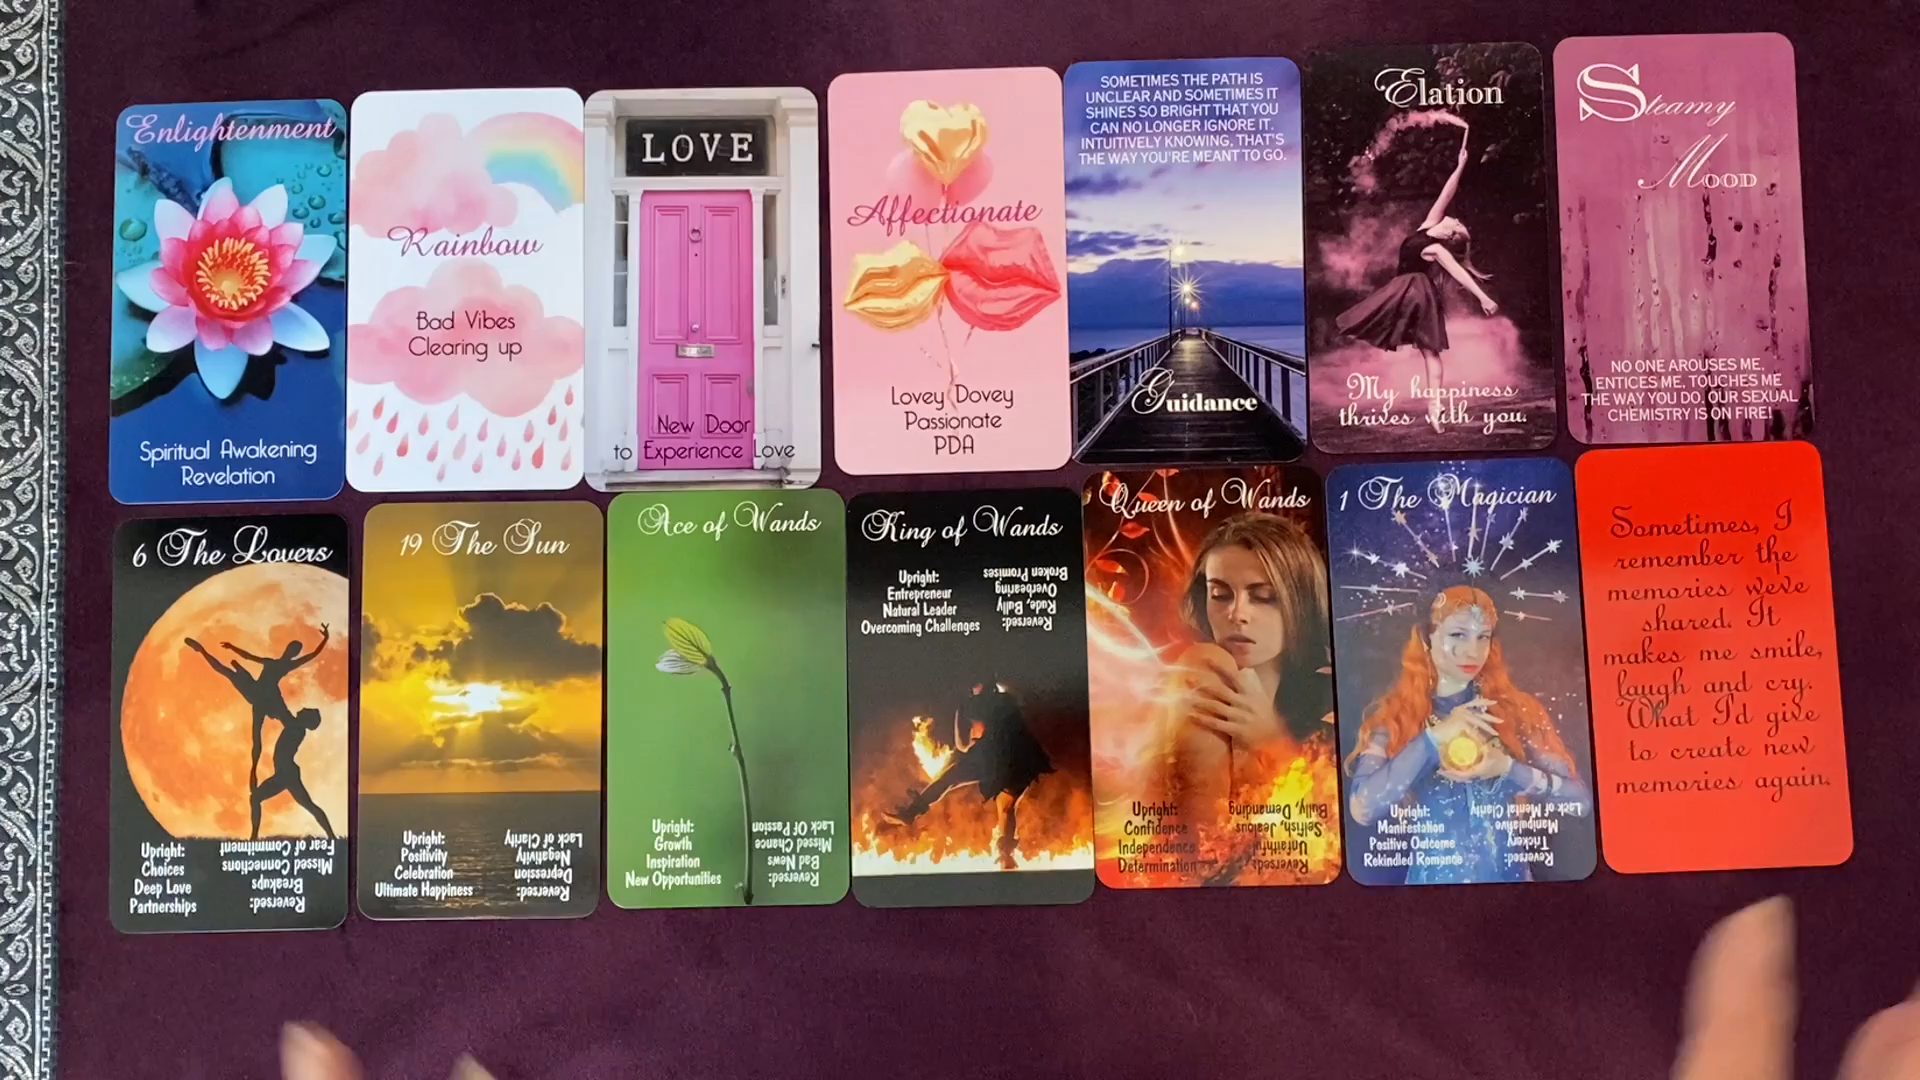 Enlightenment
Spiritual Awakening
Revelation
Rainbow
Bad Vibes
Clearing up
LOVE
New Door
to Experience Love
Affectionate
Lovey Dovey
Passionate
PDA
SOMETIMES THE PATH IS
UNCLEAR AND SOMETIMES IT
SHINES SO BRIGHT THAT YOU
CAN NO LONGER IGNORE IT.
INTUITIVELY KNOWING, THAT'S
THE WAY YOU'RE MEANT TO GO.
Guidance
Elation
My happiness
thrives with you.
Steamy
Mood
NO ONE AROUSES ME,
ENTICES ME, TOUCHES ME
THE WAY YOU DO. OUR SEXUAL
CHEMISTRY IS ON FIRE!
6 The Lovers
Upright:
Choices
Deep Love
Partnerships
Reversed:
Breakups
Missed Connections
Fear of Commitment
19 The Sun
Upright:
Positivity
Celebration
Ultimate Happiness
Reversed:
Depression
Negativity
Lack of Clarity
Ace of Wands
Upright:
Growth
Inspiration
New Opportunities
Reversed:
Bad News
Missed Chance
Lack Of Passion
King of Wands
Upright:
Entrepreneur
Natural Leader
Overcoming Challenges
Reversed:
Rude, Bully
Overbearing
Broken Promises
Queen of Wands
Upright:
Confidence
Independence
Determination
Reversed:
Unfaithful
Selfish, Jealous
Bully, Demanding
1 The Magician
Upright:
Manifestation
Positive Outcome
Rekindled Romance
Reversed:
Trickery
Manipulative
Lack of Mental Clarity
Sometimes, I
remember the
memories we've
shared. It
makes me smile,
laugh and cry.
What I'd give
to create new
memories again.